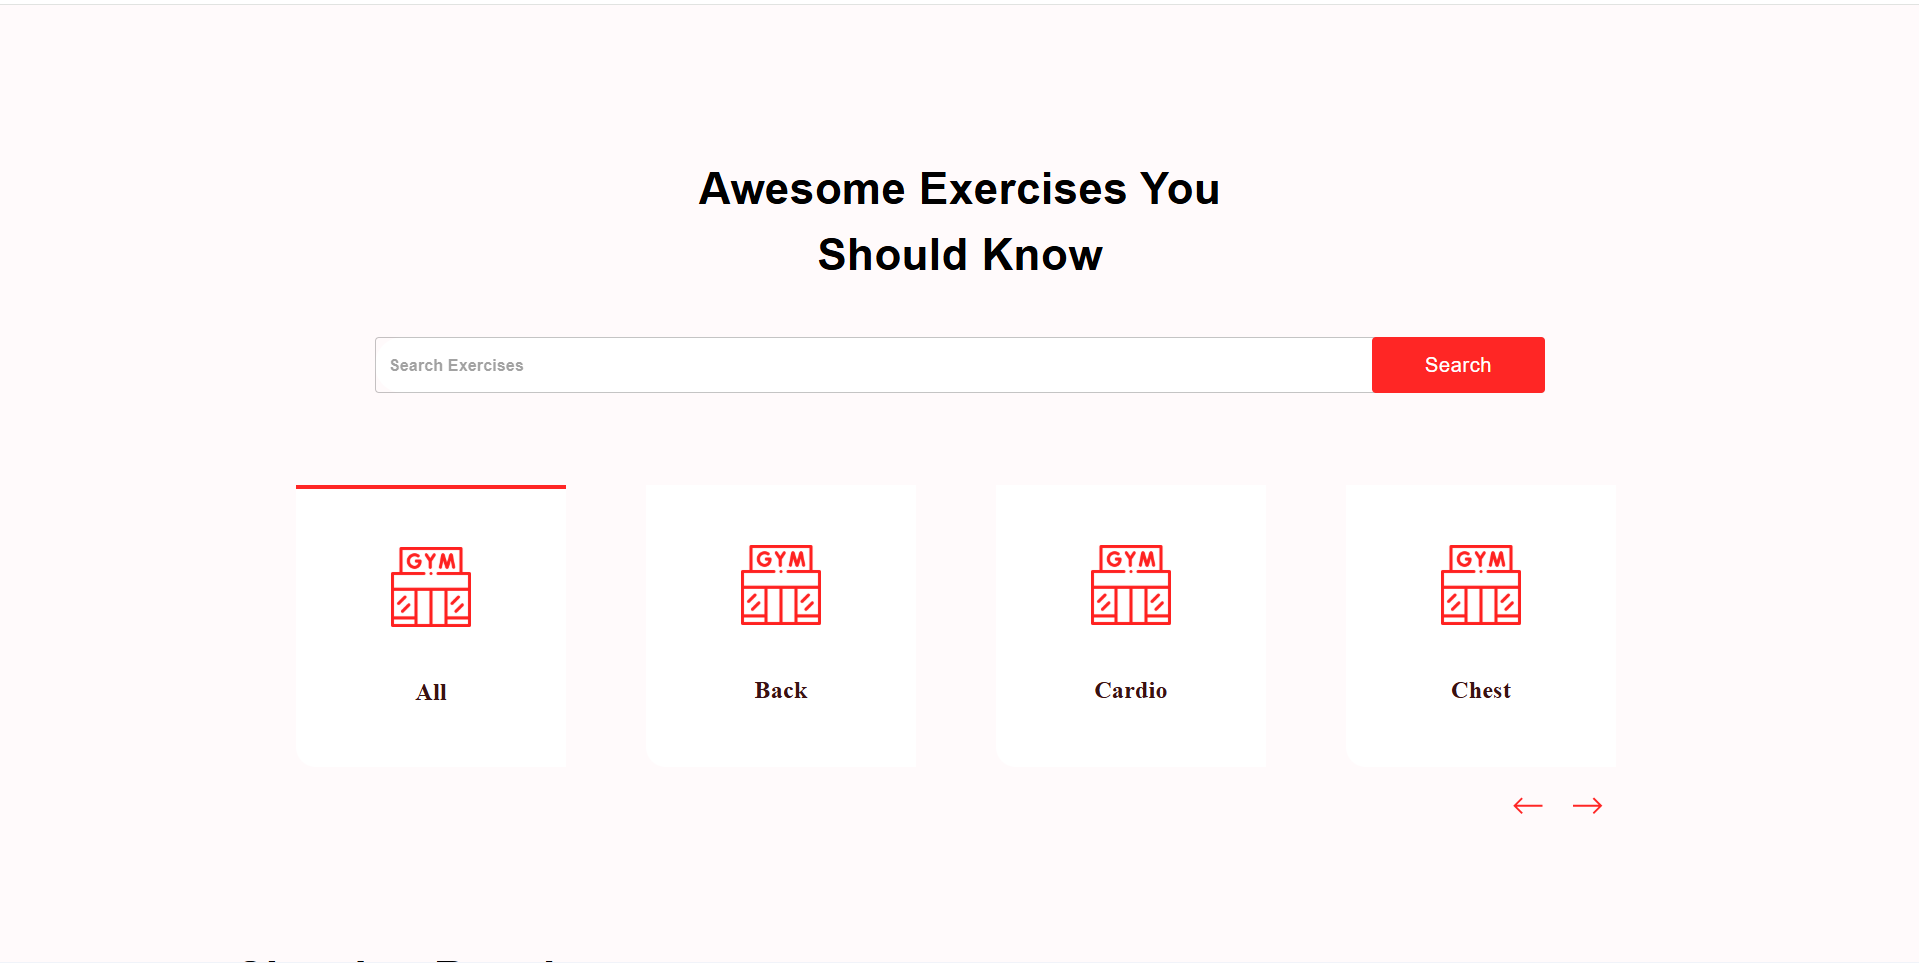 Awesome Exercises You
Should Know
Search Exercises
Search
GYM
GYM
GYM
GYM
All
Back
Cardio
Chest